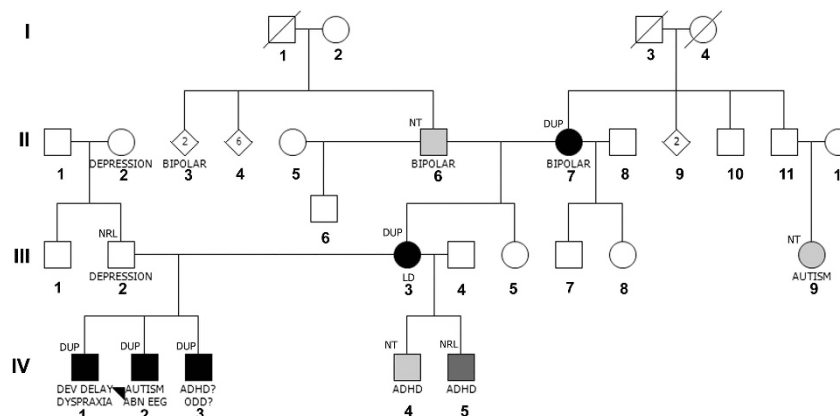 I
1 2 3 4
NT DUP
II
2 6 2
DEPRESSION BIPOLAR BIPOLAR BIPOLAR
1 2 3 4 5 6 7 8 9 10 11 1
6
NRL DUP NT
III
DEPRESSION LD AUTISM
1 2 3 4 5 7 8 9
DUP DUP DUP NT NRL
IV
DEV DELAY AUTISM ADHD? ADHD ADHD
DYSPRAXIA ABN EEG ODD?
1 2 3 4 5